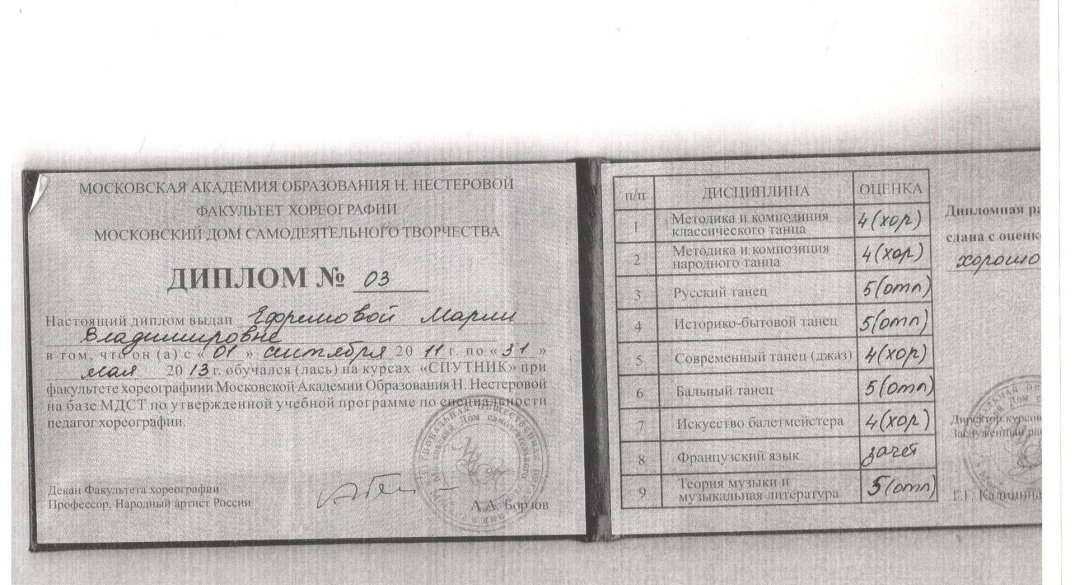 МОСКОВСКАЯ АКАДЕМИЯ ОБРАЗОВАНИЯ Н. НЕСТЕРОВОЙ
ФАКУЛЬТЕТ ХОРЕОГРАФИИ
МОСКОВСКИЙ ДОМ САМОДЕЯТЕЛЬНОГО ТВОРЧЕСТВА
ДИПЛОМ № 03
Настоящий диплом выдан Ефремовой Марии
Владимировне
в том, что он (а) с « 01 » сентября 20 11 г. по « 31 »
мая 20 13 г. обучался (лась) на курсах «СПУТНИК» при
факультете хореографиии Московской Академии Образования Н. Нестеровой
на базе МДСТ по утвержденной учебной программе по специальности
педагог хореографии
Декан Факультета хореографии
Профессор, Народный артист России
А.А. Борзов
п/п ДИСЦИПЛИНА ОЦЕНКА
1 Методика и композиция классического танца 4 (хор)
2 Методика и композиция народного танца 4 (хор)
3 Русский танец 5 (отл)
4 Историко-бытовой танец 5 (отл)
5 Современный танец (джаз) 4 (хор)
6 Бальный танец 5 (отл)
7 Искусство балетмейстера 4 (хор)
8 Французский язык зачет
9 Теория музыки и музыкальная литература 5 (отл)
Дипломная ра
сдана с оценк
хорошо
Директор курсов
Заслуженный раб
Г.Г. Калинина